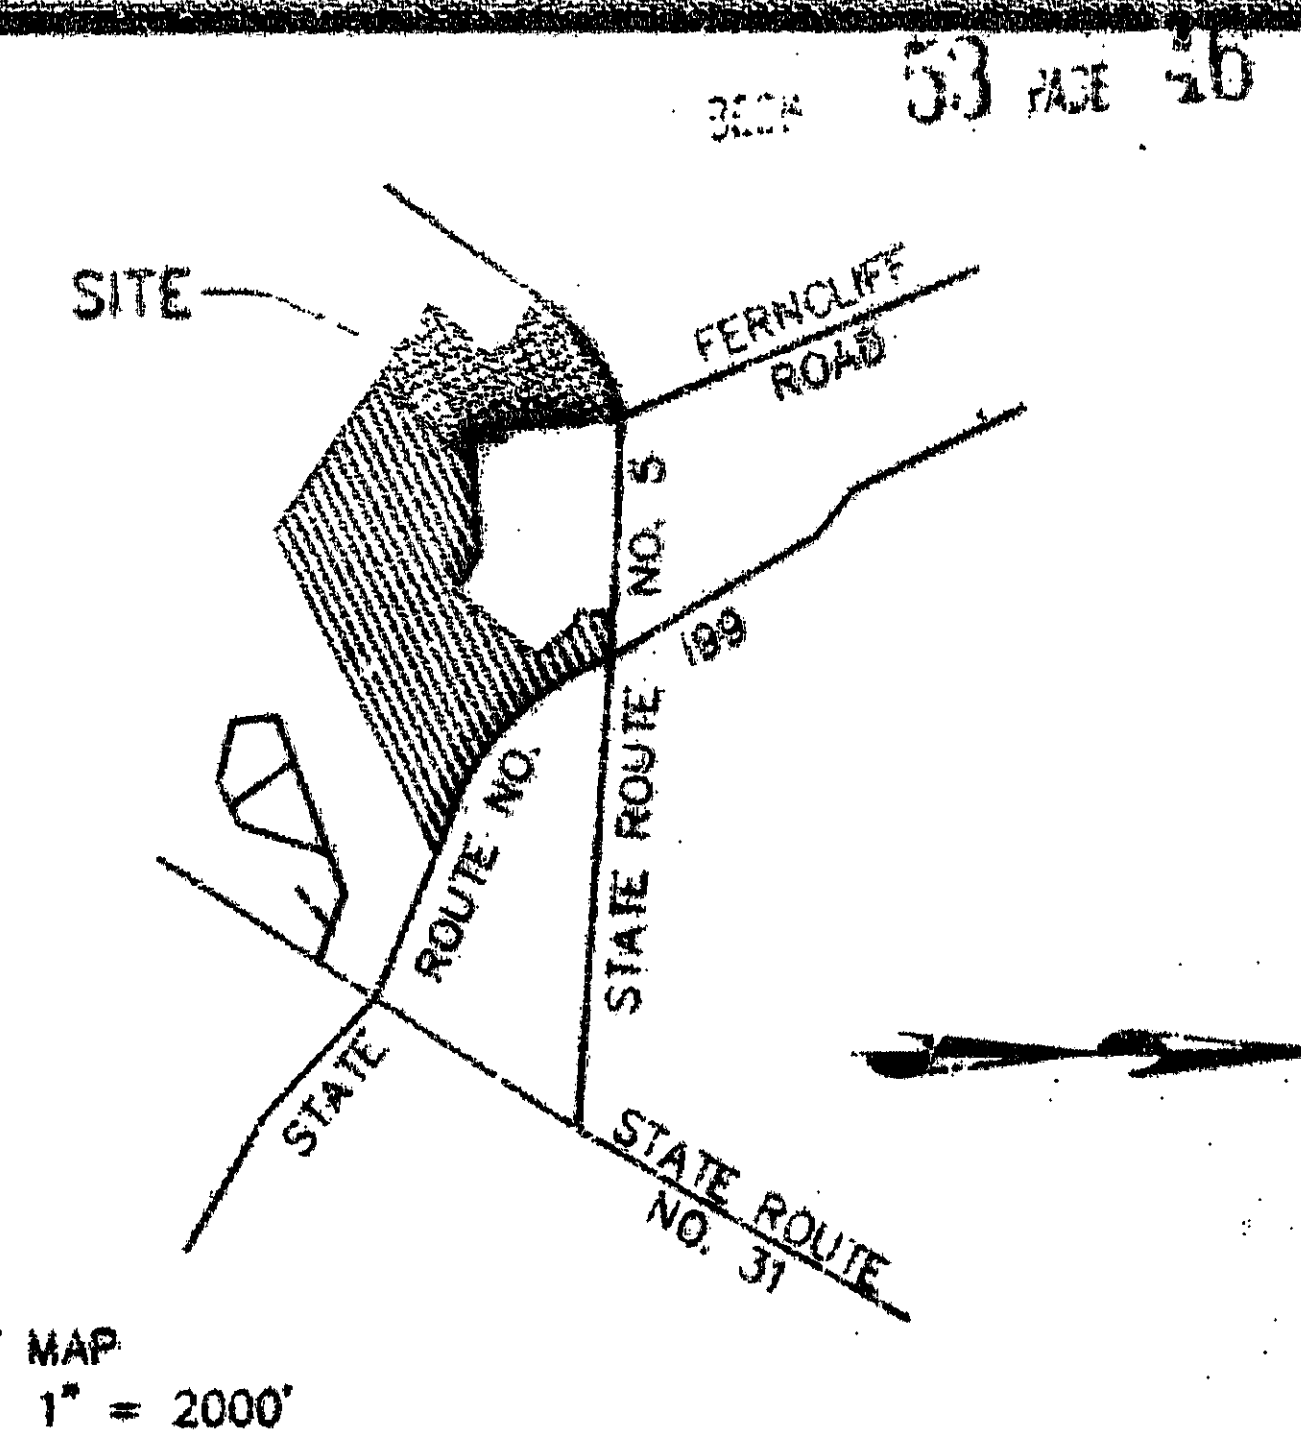 53 PAGE
SITE
FERNCLIFF
ROAD
STATE ROUTE NO. 5
199
STATE ROUTE NO.
STATE ROUTE
NO. 31
MAP
1" = 2000'